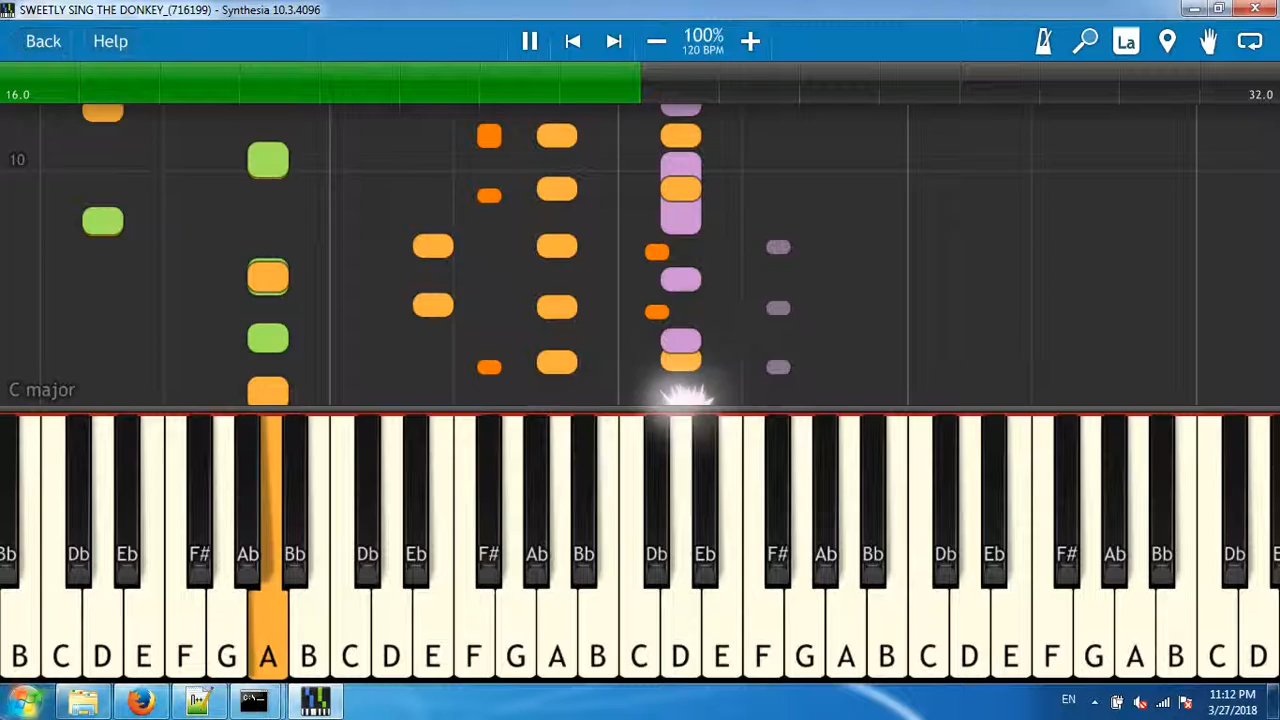 SWEETLY SING THE DONKEY_(716199) - Synthesia 10.3.4096
Back Help 100% La
120 BPM
16.0 32.0
10
C major
Bb Db Eb F# Ab Bb Db Eb F# Ab Bb Db Eb F# Ab Bb Db Eb F# Ab Bb Db
B C D E F G A B C D E F G A B C D E F G A B C D E F G A B C D
EN 11:12 PM
3/27/2018